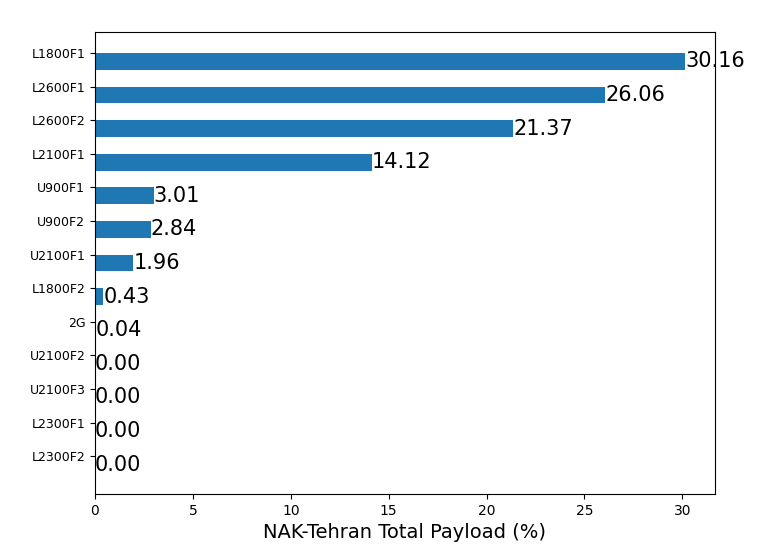 L1800F1 30.16
L2600F1 26.06
L2600F2 21.37
L2100F1 14.12
U900F1 3.01
U900F2 2.84
U2100F1 1.96
L1800F2 0.43
2G 0.04
U2100F2 0.00
U2100F3 0.00
L2300F1 0.00
L2300F2 0.00
0 5 10 15 20 25 30
NAK-Tehran Total Payload (%)